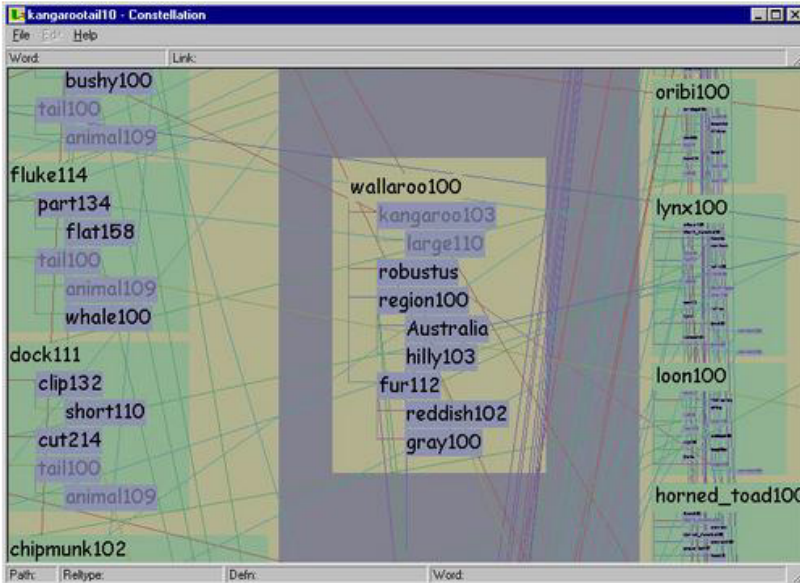 kangarootail10 - Constellation
File Edit Help
Word: Link:
bushy100
tail100
animal109
fluke114
part134
flat158
tail100
animal109
whale100
dock111
clip132
short110
cut214
tail100
animal109
chipmunk102
wallaroo100
kangaroo103
large110
robustus
region100
Australia
hilly103
fur112
reddish102
gray100
oribi100
lynx100
loon100
horned_toad100
Path: Reltype: Defn: Word: